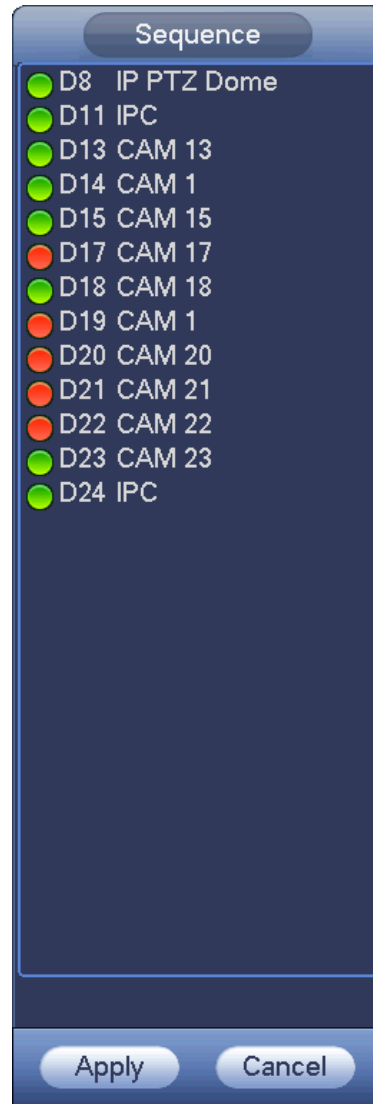 Sequence
D8 IP PTZ Dome
D11 IPC
D13 CAM 13
D14 CAM 1
D15 CAM 15
D17 CAM 17
D18 CAM 18
D19 CAM 1
D20 CAM 20
D21 CAM 21
D22 CAM 22
D23 CAM 23
D24 IPC
Apply Cancel